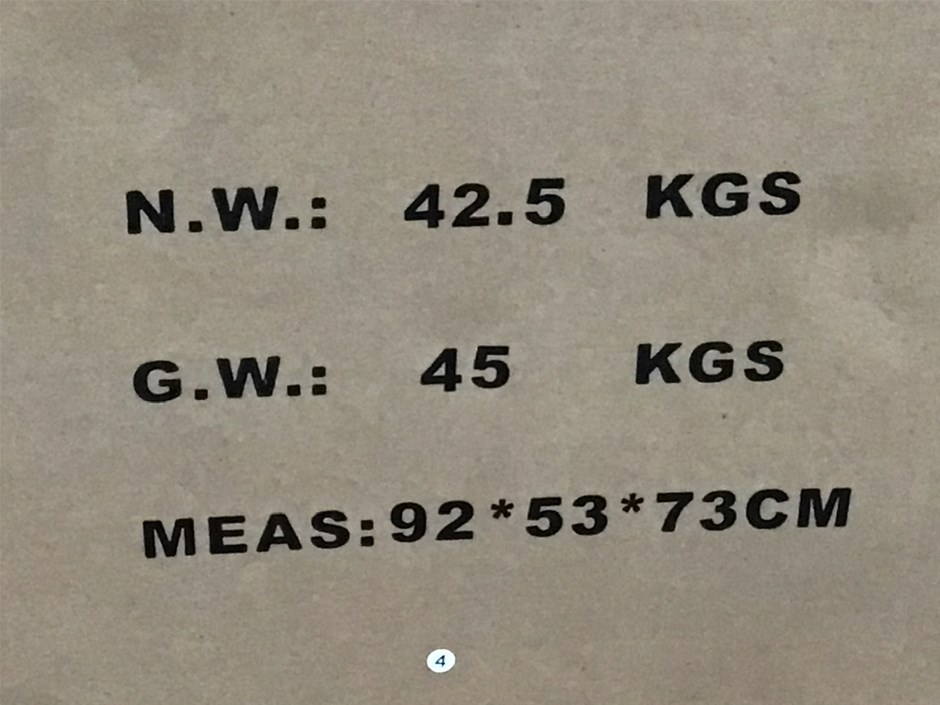 N.W.: 42.5 KGS
G.W.: 45 KGS
MEAS:92*53*73CM
4